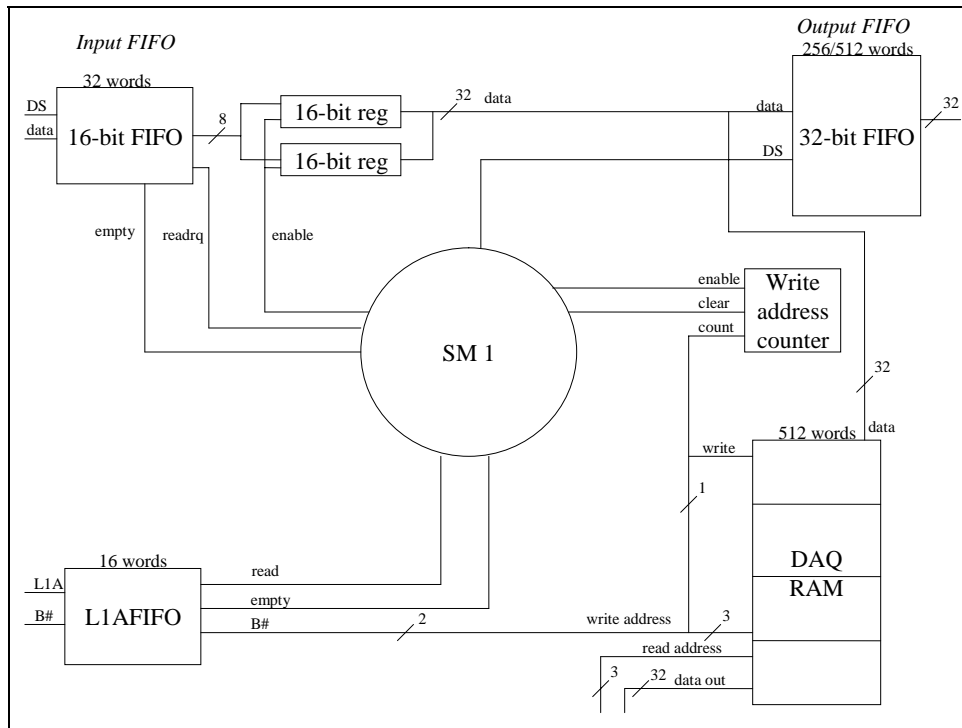 Input FIFO
Output FIFO
256/512 words
32 words
DS
data
16-bit FIFO
8
16-bit reg
16-bit reg
32
data
data
DS
32-bit FIFO
32
empty
readrq
enable
SM 1
enable
clear
count
Write
address
counter
32
data
512 words
write
1
DAQ
RAM
16 words
L1A
B#
L1AFIFO
read
empty
B#
2
write address
3
read address
3
32
data out